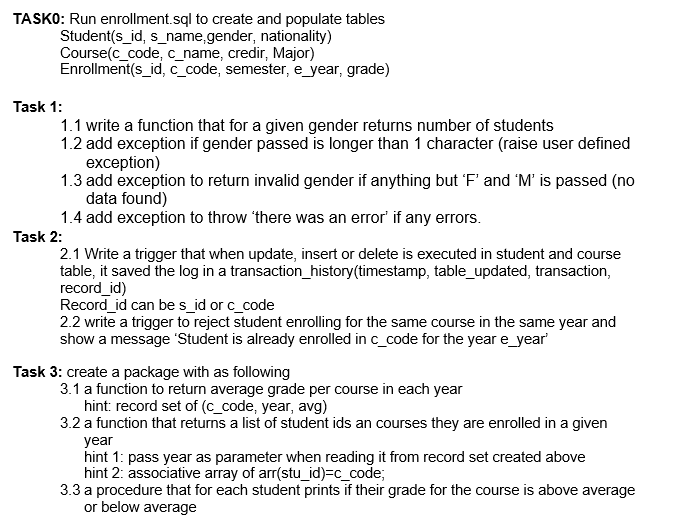 TASK0: Run enrollment.sql to create and populate tables
Student(s_id, s_name,gender, nationality)
Course(c_code, c_name, credir, Major)
Enrollment(s_id, c_code, semester, e_year, grade)
Task 1:
1.1 write a function that for a given gender returns number of students
1.2 add exception if gender passed is longer than 1 character (raise user defined
exception)
1.3 add exception to return invalid gender if anything but ‘F’ and ‘M’ is passed (no
data found)
1.4 add exception to throw ‘there was an error’ if any errors.
Task 2:
2.1 Write a trigger that when update, insert or delete is executed in student and course
table, it saved the log in a transaction_history(timestamp, table_updated, transaction,
record_id)
Record_id can be s_id or c_code
2.2 write a trigger to reject student enrolling for the same course in the same year and
show a message ‘Student is already enrolled in c_code for the year e_year’
Task 3: create a package with as following
3.1 a function to return average grade per course in each year
hint: record set of (c_code, year, avg)
3.2 a function that returns a list of student ids an courses they are enrolled in a given
year
hint 1: pass year as parameter when reading it from record set created above
hint 2: associative array of arr(stu_id)=c_code;
3.3 a procedure that for each student prints if their grade for the course is above average
or below average